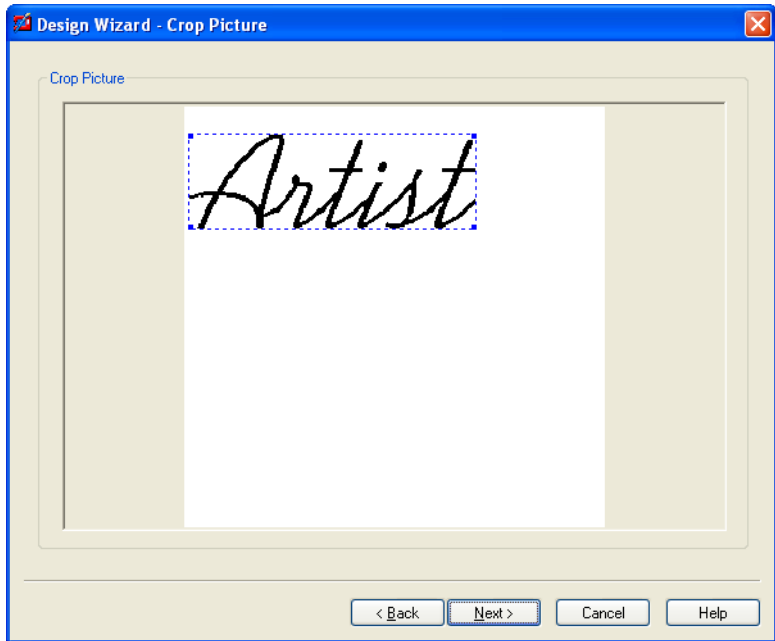 Design Wizard - Crop Picture
Crop Picture
Artist
< Back
Next >
Cancel
Help